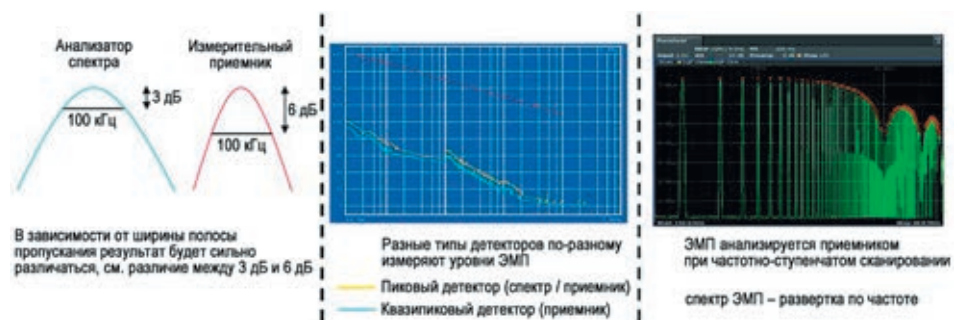 Анализатор
спектра
3 дБ
100 кГц
Измерительный
приемник
6 дБ
100 кГц
В зависимости от ширины полосы
пропускания результат будет сильно
различаться, см. различие между 3 дБ и 6 дБ
Разные типы детекторов по-разному
измеряют уровни ЭМП
Пиковый детектор (спектр / приемник)
Квазипиковый детектор (приемник)
ЭМП анализируется приемником
при частотно-ступенчатом сканировании
спектр ЭМП – развертка по частоте